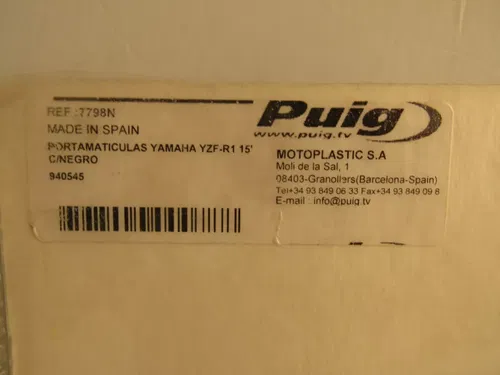 REF.:7798N
MADE IN SPAIN
PORTAMATICULAS YAMAHA YZF-R1 15'
C/NEGRO
940545
Puig
www.puig.tv
MOTOPLASTIC S.A
Moli de la Sal, 1
08403-Granollers(Barcelona-Spain)
Tel+34 93 849 06 33 Fax+34 93 849 09 8
E-mail : info@puig.tv